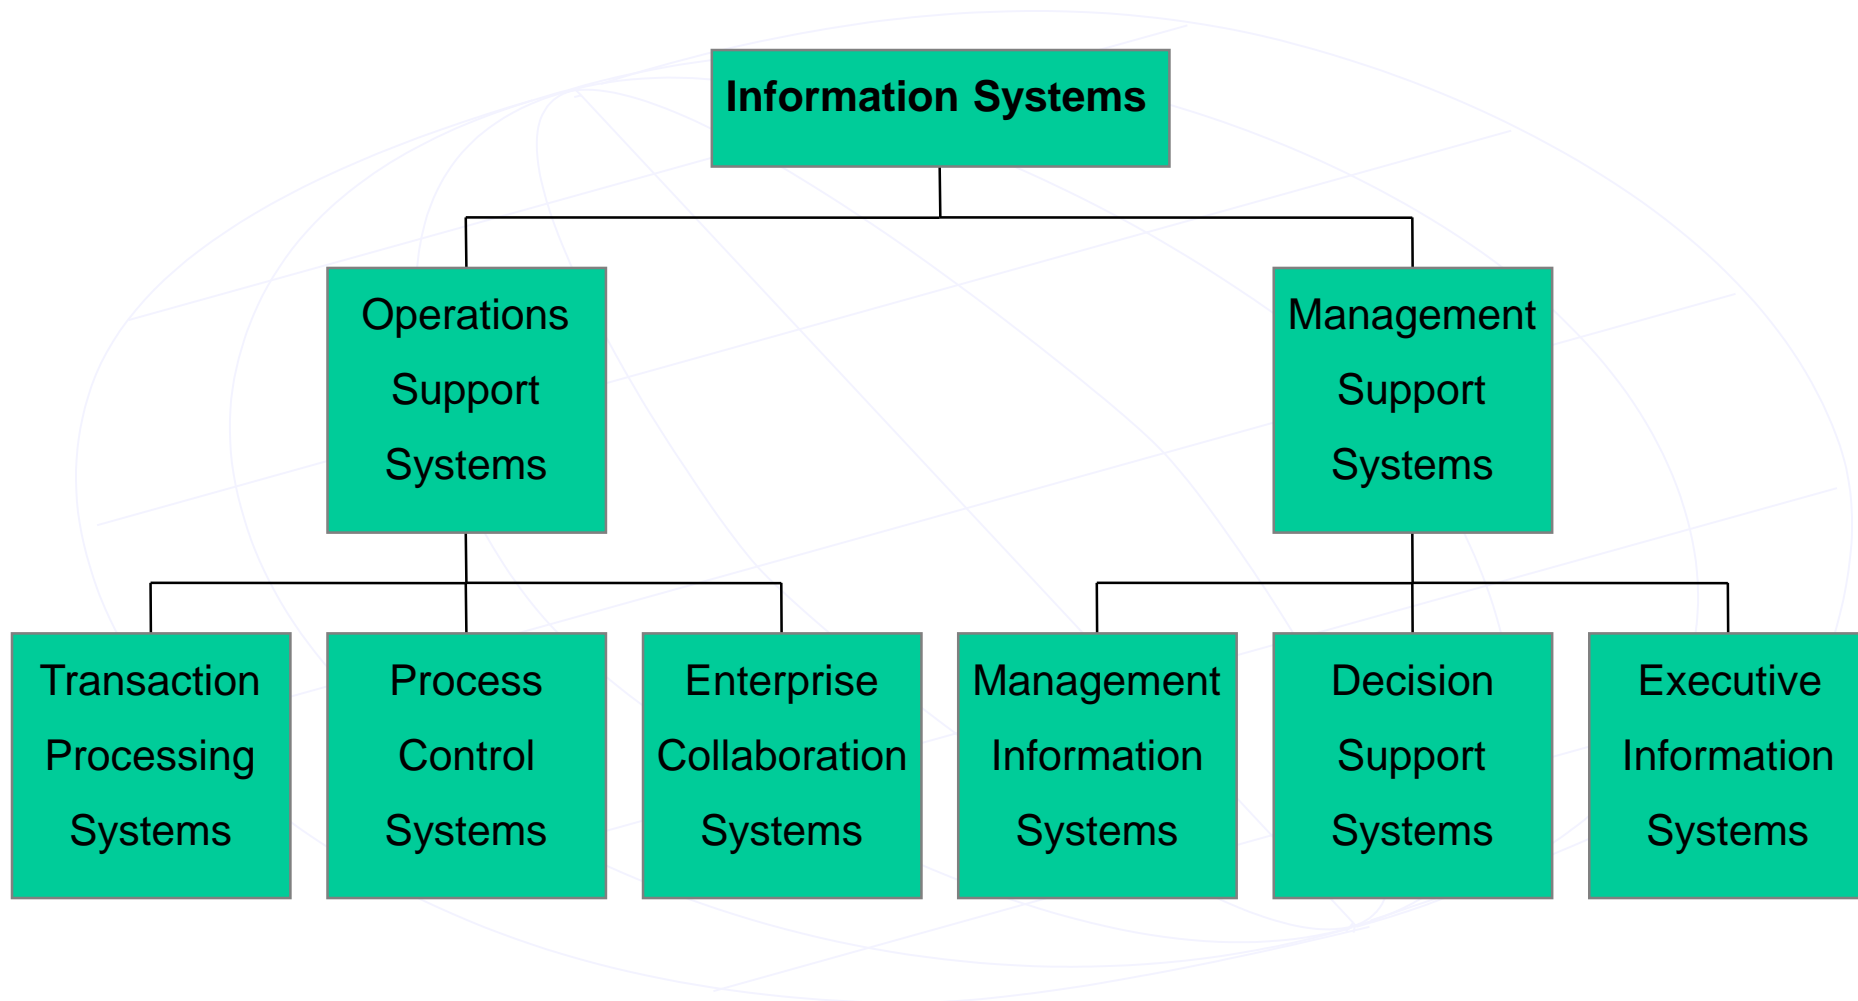 Information Systems
Operations
Support
Systems
Management
Support
Systems
Transaction
Processing
Systems
Process
Control
Systems
Enterprise
Collaboration
Systems
Management
Information
Systems
Decision
Support
Systems
Executive
Information
Systems